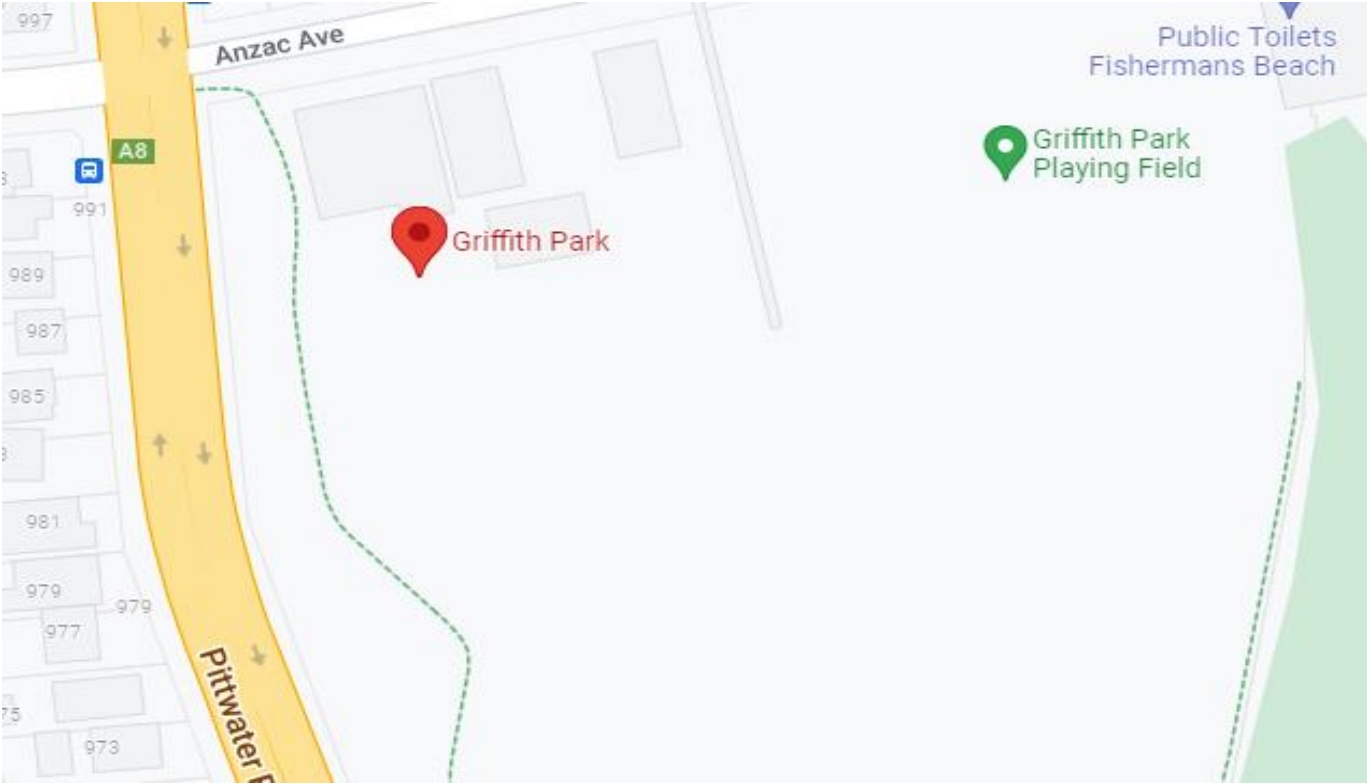 997
Anzac Ave
Public Toilets
Fishermans Beach
A8
Griffith Park
Playing Field
991
Griffith Park
989
987
985
981
979
979
977
Pittwater
973